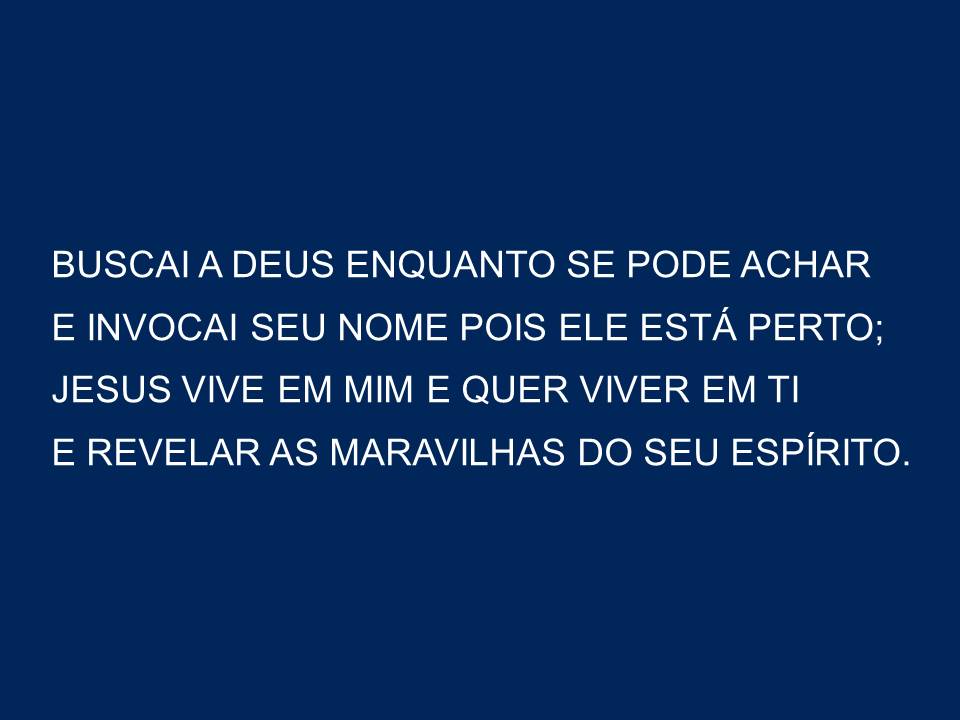 BUSCAI A DEUS ENQUANTO SE PODE ACHAR
E INVOCAI SEU NOME POIS ELE ESTÁ PERTO;
JESUS VIVE EM MIM E QUER VIVER EM TI
E REVELAR AS MARAVILHAS DO SEU ESPÍRITO.